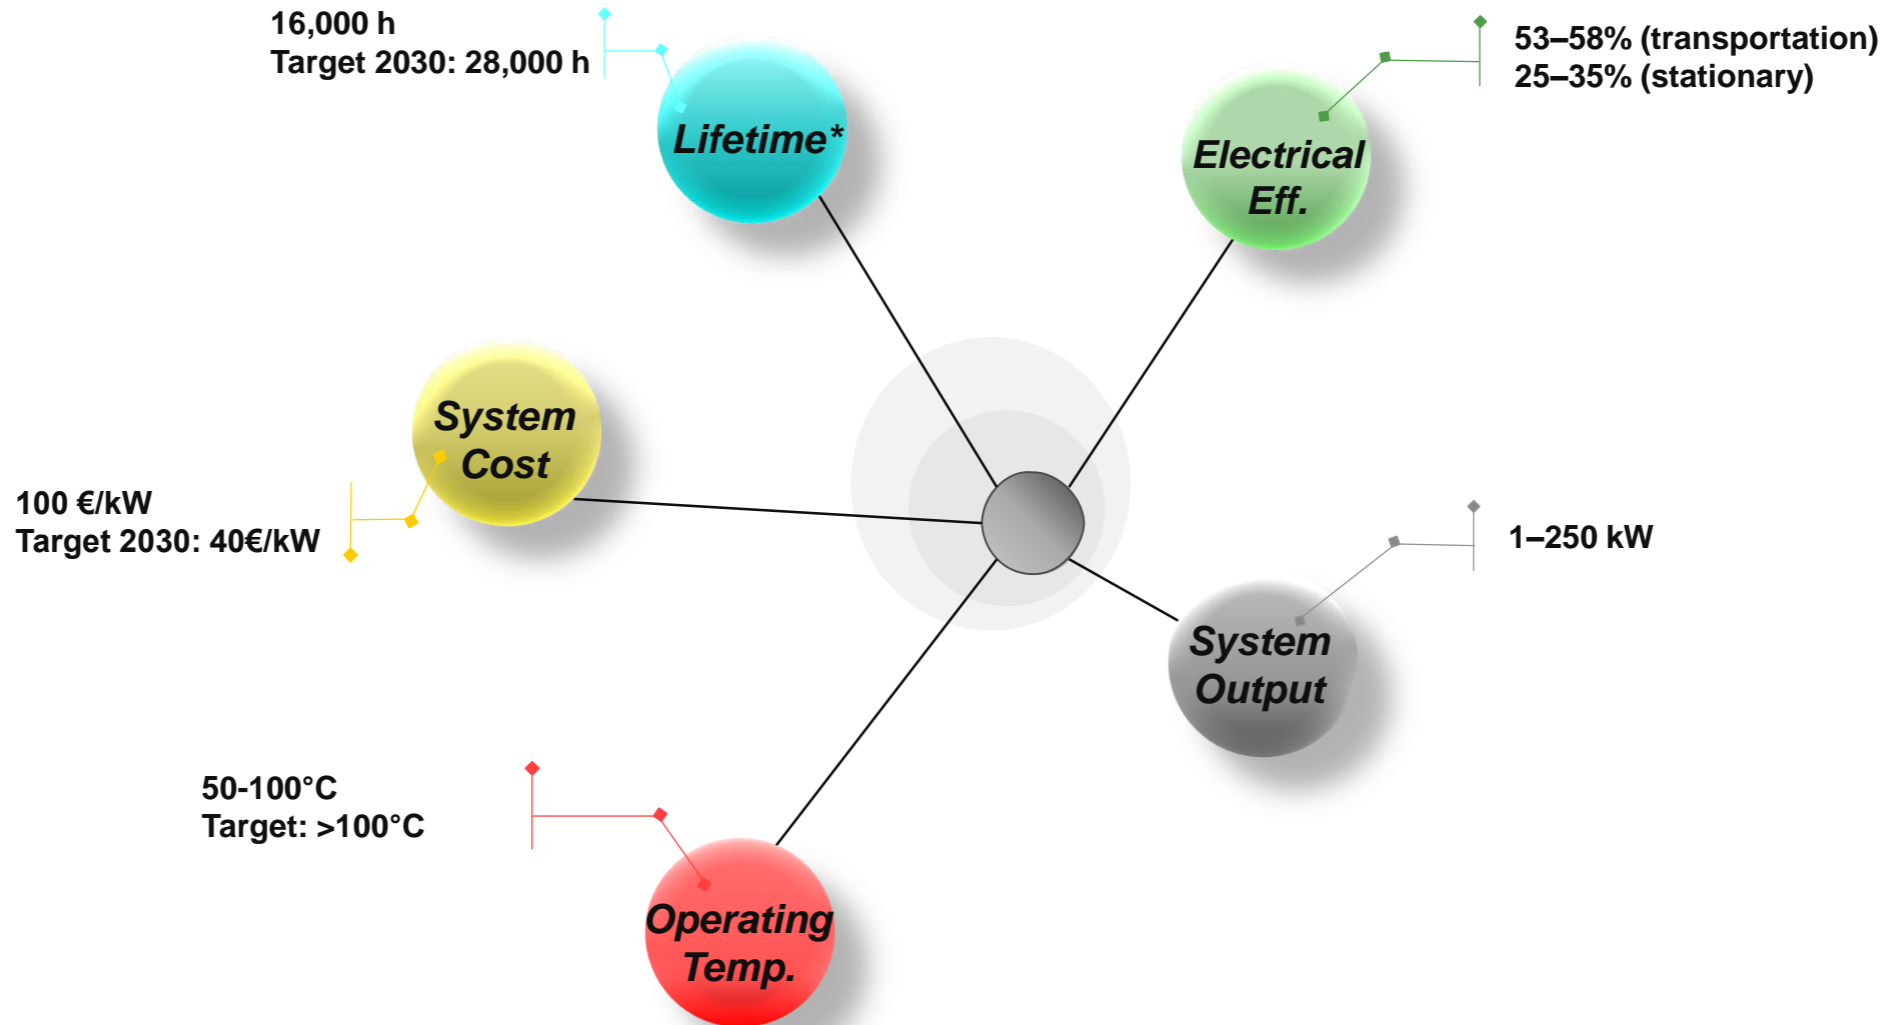 16,000 h
Target 2030: 28,000 h
Lifetime*
53–58% (transportation)
25–35% (stationary)
Electrical
Eff.
System
Cost
100 €/kW
Target 2030: 40€/kW
1–250 kW
System
Output
50-100°C
Target: >100°C
Operating
Temp.